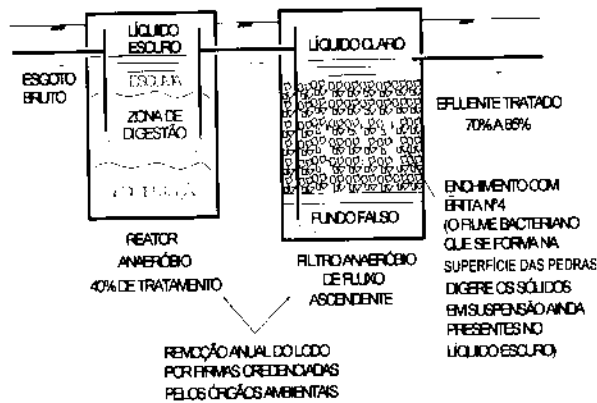 LÍQUIDO
ESCURO
ESCUMA
ZONA DE
DIGESTÃO
ESGOTO
BRUTO
LÍQUIDO CLARO
FUNDO FALSO
EFLUENTE TRATADO
REATOR
ANAERÓBIO
40% DE TRATAMENTO
FILTRO ANAERÓBIO
DE FLUXO
ASCENDENTE
ENCHIMENTO COM
BRITA Nº4
(O FILME BACTERIANO
QUE SE FORMA NA
SUPERFÍCIE DAS PEDRAS
DIGERE OS SÓLIDOS
EM SUSPENSÃO AINDA
PRESENTES NO
LÍQUIDO ESCURO)
REMOÇÃO ANUAL DO LODO
POR FIRMAS CREDENCIADAS
PELOS ÓRGÃOS AMBIENTAIS